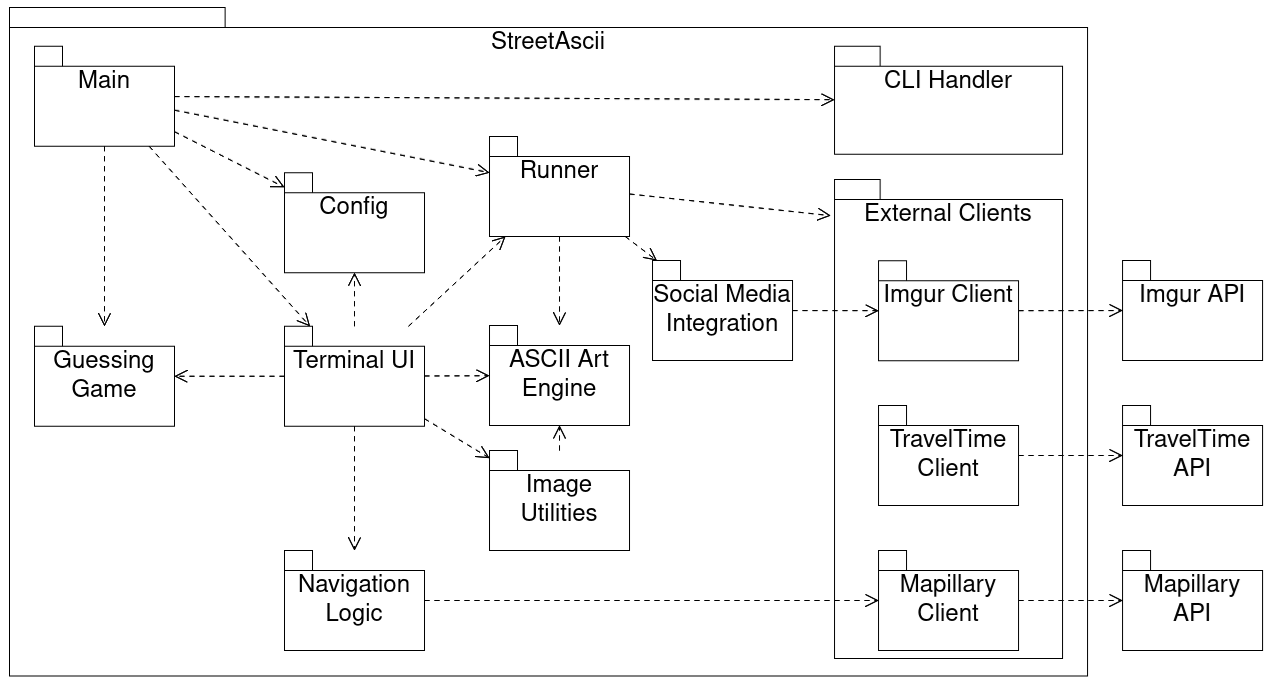 StreetAscii
Main
CLI Handler
Runner
Config
External Clients
Social Media
Integration
Imgur Client
Imgur API
Guessing
Game
Terminal UI
ASCII Art
Engine
TravelTime
Client
TravelTime
API
Image
Utilities
Navigation
Logic
Mapillary
Client
Mapillary
API